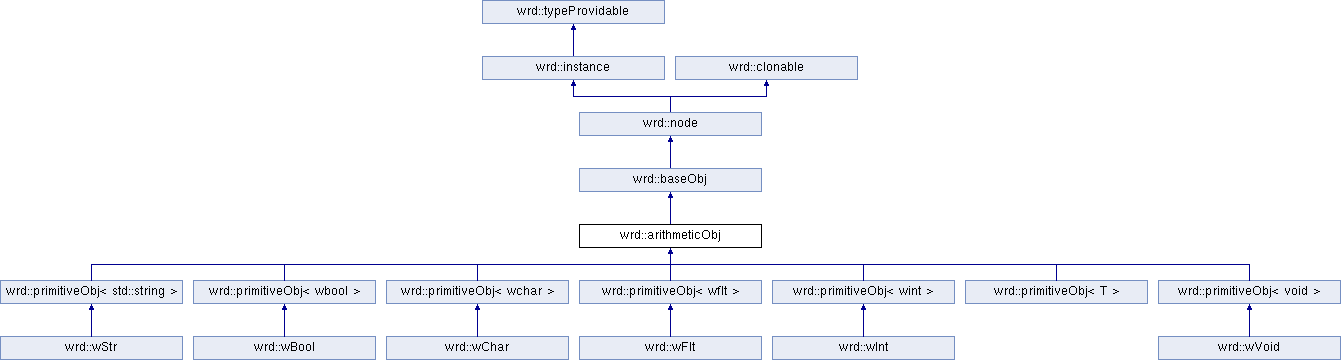 wrd::typeProvidable
wrd::instance
wrd::clonable
wrd::node
wrd::baseObj
wrd::arithmeticObj
wrd::primitiveObj< std::string >
wrd::primitiveObj< wbool >
wrd::primitiveObj< wchar >
wrd::primitiveObj< wflt >
wrd::primitiveObj< wint >
wrd::primitiveObj< T >
wrd::primitiveObj< void >
wrd::wStr
wrd::wBool
wrd::wChar
wrd::wFlt
wrd::wInt
wrd::wVoid